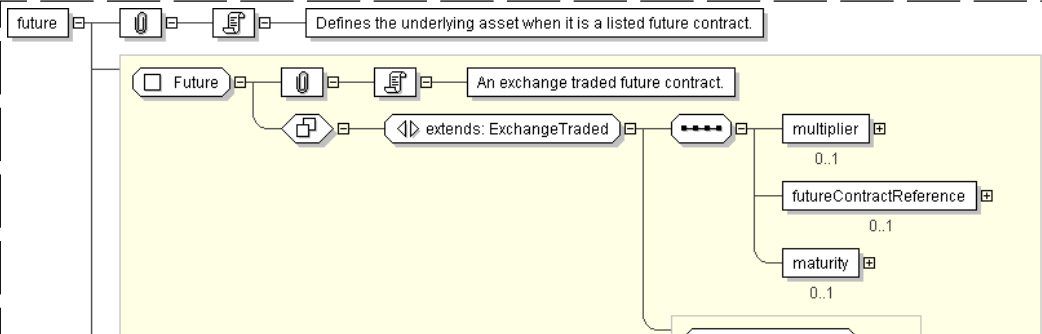 future
Defines the underlying asset when it is a listed future contract.
Future
An exchange traded future contract.
extends: ExchangeTraded
multiplier
0..1
futureContractReference
0..1
maturity
0..1